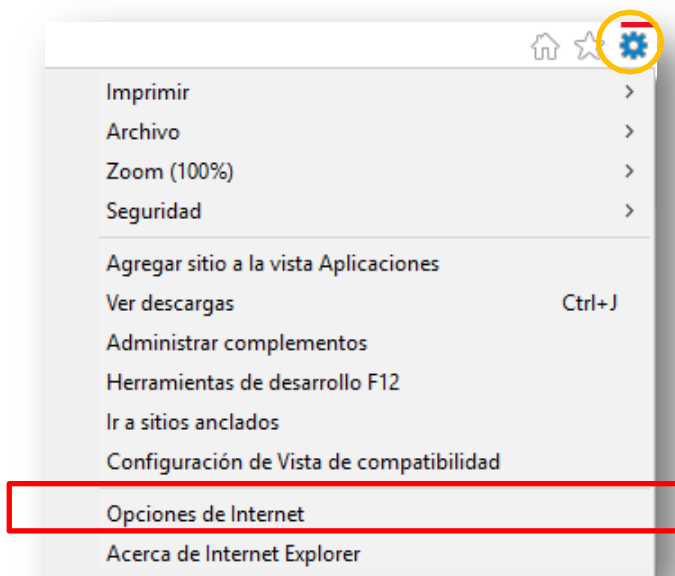 Imprimir
Archivo
Zoom (100%)
Seguridad
Agregar sitio a la vista Aplicaciones
Ver descargas Ctrl+J
Administrar complementos
Herramientas de desarrollo F12
Ir a sitios anclados
Configuración de Vista de compatibilidad
Opciones de Internet
Acerca de Internet Explorer